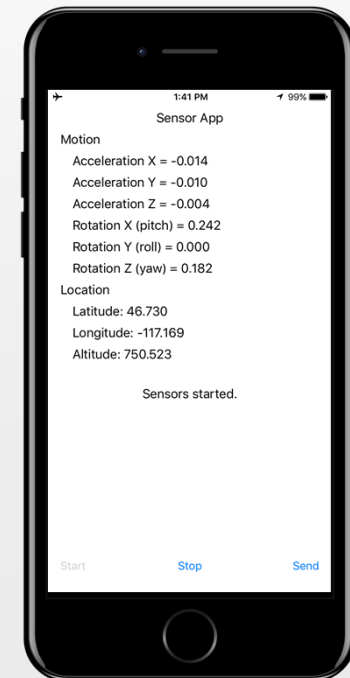 1:41 PM 99%
Sensor App
Motion
Acceleration X = -0.014
Acceleration Y = -0.010
Acceleration Z = -0.004
Rotation X (pitch) = 0.242
Rotation Y (roll) = 0.000
Rotation Z (yaw) = 0.182
Location
Latitude: 46.730
Longitude: -117.169
Altitude: 750.523
Sensors started.
Start Stop Send